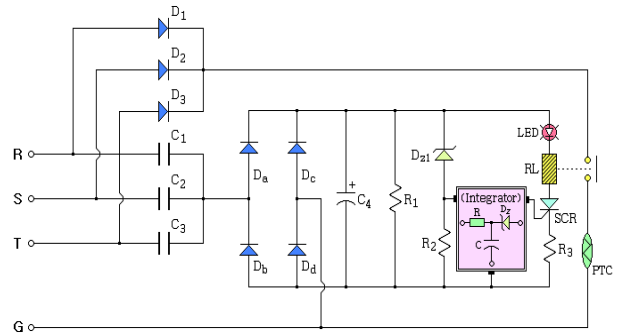 D1
D2
D3
R
C1
S
C2
T
C3
G
Da
Dc
Db
Dd
+
C4
R1
Dz1
R2
(Integrator)
R
Dz
C
LED
RL
SCR
R3
PTC